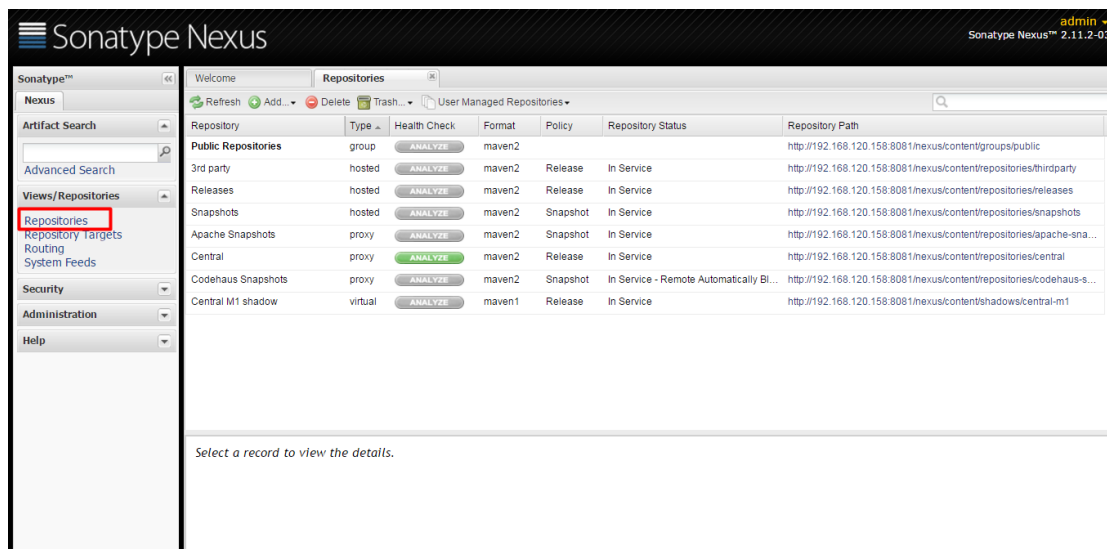 Sonatype Nexus
admin
Sonatype Nexus™ 2.11.2-03
Sonatype™
Nexus
Artifact Search
Advanced Search
Views/Repositories
Repositories
Repository Targets
Routing
System Feeds
Security
Administration
Help
Welcome
Repositories
Refresh Add... Delete Trash... User Managed Repositories
Repository Type Health Check Format Policy Repository Status Repository Path
Public Repositories group ANALYZE maven2 http://192.168.120.158:8081/nexus/content/groups/public
3rd party hosted ANALYZE maven2 Release In Service http://192.168.120.158:8081/nexus/content/repositories/thirdparty
Releases hosted ANALYZE maven2 Release In Service http://192.168.120.158:8081/nexus/content/repositories/releases
Snapshots hosted ANALYZE maven2 Snapshot In Service http://192.168.120.158:8081/nexus/content/repositories/snapshots
Apache Snapshots proxy ANALYZE maven2 Snapshot In Service http://192.168.120.158:8081/nexus/content/repositories/apache-sna...
Central proxy ANALYZE maven2 Release In Service http://192.168.120.158:8081/nexus/content/repositories/central
Codehaus Snapshots proxy ANALYZE maven2 Snapshot In Service - Remote Automatically Bl... http://192.168.120.158:8081/nexus/content/repositories/codehaus-s...
Central M1 shadow virtual ANALYZE maven1 Release In Service http://192.168.120.158:8081/nexus/content/shadows/central-m1
Select a record to view the details.